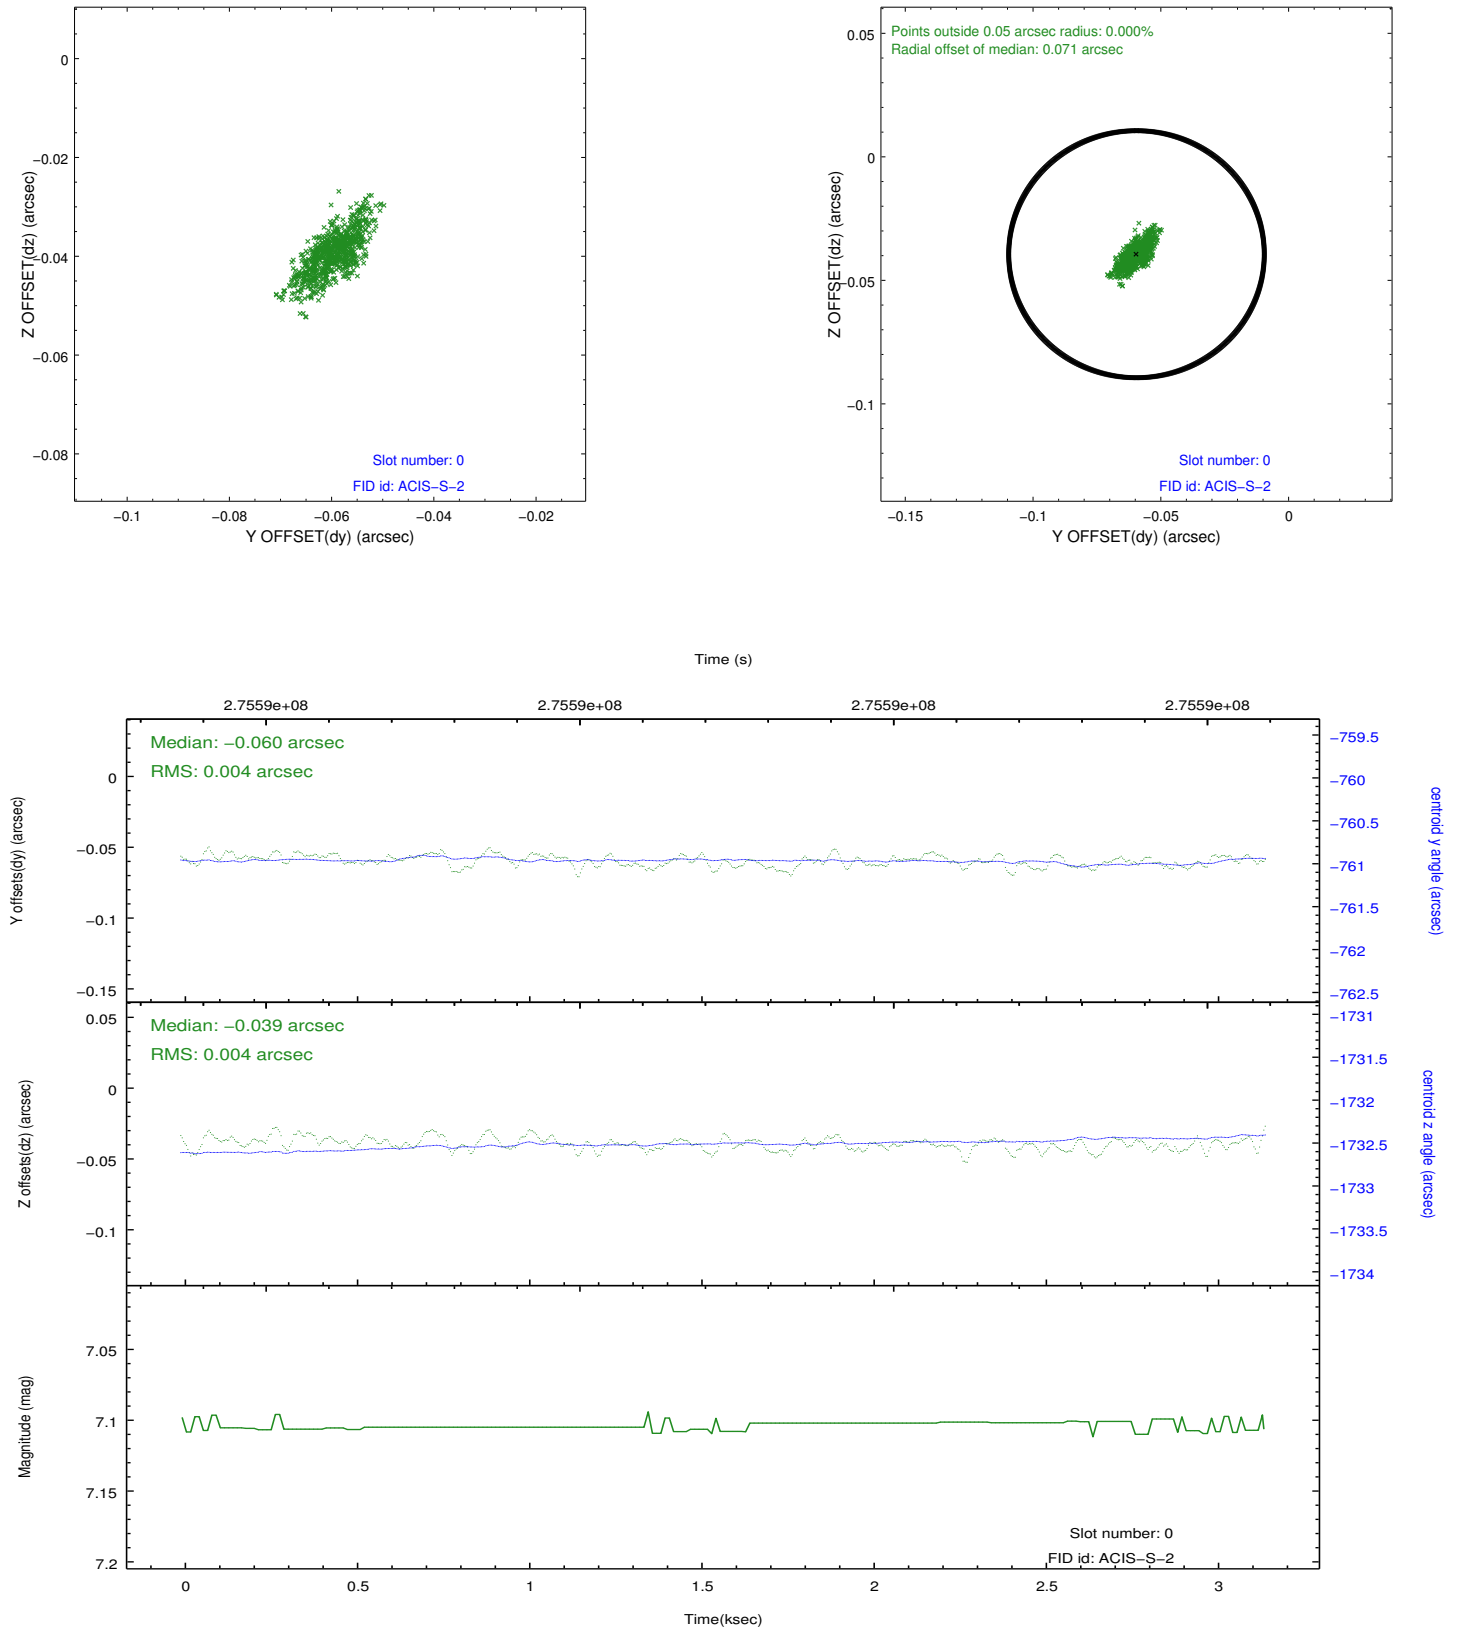 0
−0.02
−0.04
−0.06
−0.08
Z OFFSET(dz) (arcsec)
Slot number: 0
FID id: ACIS−S−2
−0.1
−0.08
−0.06
−0.04
−0.02
Y OFFSET(dy) (arcsec)
Points outside 0.05 arcsec radius: 0.000%
Radial offset of median: 0.071 arcsec
0.05
0
−0.05
−0.1
Z OFFSET(dz) (arcsec)
Slot number: 0
FID id: ACIS−S−2
−0.15
−0.1
−0.05
0
Y OFFSET(dy) (arcsec)
Time (s)
2.7559e+08
2.7559e+08
2.7559e+08
2.7559e+08
Median: −0.060 arcsec
RMS: 0.004 arcsec
0
−0.05
−0.1
−0.15
Y offsets(dy) (arcsec)
−759.5
−760
−760.5
−761
−761.5
−762
−762.5
centroid y angle (arcsec)
Median: −0.039 arcsec
RMS: 0.004 arcsec
0.05
0
−0.05
−0.1
Z offsets(dz) (arcsec)
−1731
−1731.5
−1732
−1732.5
−1733
−1733.5
−1734
centroid z angle (arcsec)
7.05
7.1
7.15
7.2
Magnitude (mag)
Slot number: 0
FID id: ACIS−S−2
0
0.5
1
1.5
2
2.5
3
Time(ksec)